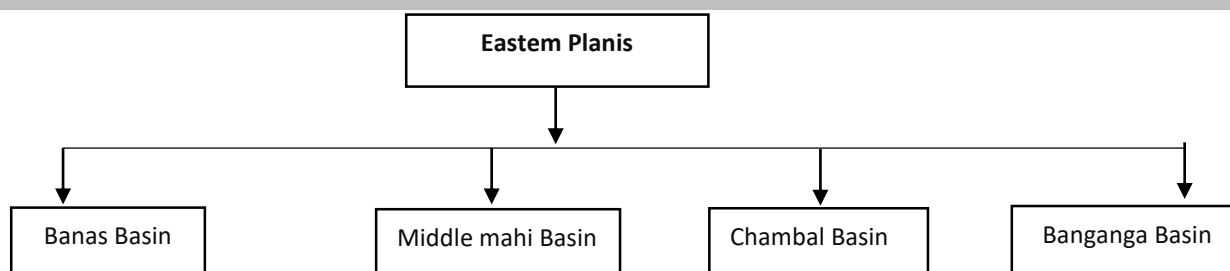 Eastem Planis
Banas Basin
Middle mahi Basin
Chambal Basin
Banganga Basin